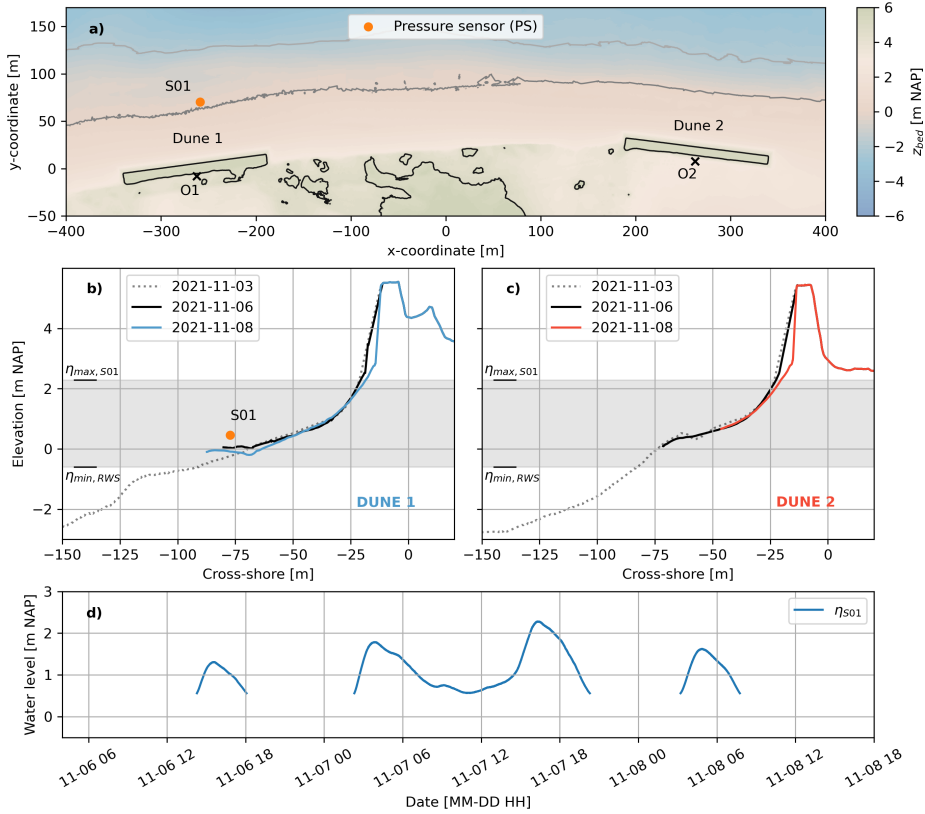 a)
Pressure sensor (PS)
S01
Dune 1
Dune 2
O1
O2
150
100
50
0
−50
y-coordinate [m]
−400 −300 −200 −100 0 100 200 300 400
x-coordinate [m]
6
4
2
0
−2
−4
−6
z_bed [m NAP]
b)
2021-11-03
2021-11-06
2021-11-08
η_max, S01
S01
η_min, RWS
DUNE 1
4
2
0
−2
Elevation [m NAP]
−150 −125 −100 −75 −50 −25 0
Cross-shore [m]
c)
2021-11-03
2021-11-06
2021-11-08
η_max, S01
η_min, RWS
DUNE 2
−150 −125 −100 −75 −50 −25 0
Cross-shore [m]
d)
η_S01
3
2
1
0
Water level [m NAP]
11-06 06 11-06 12 11-06 18 11-07 00 11-07 06 11-07 12 11-07 18 11-08 00 11-08 06 11-08 12 11-08 18
Date [MM-DD HH]